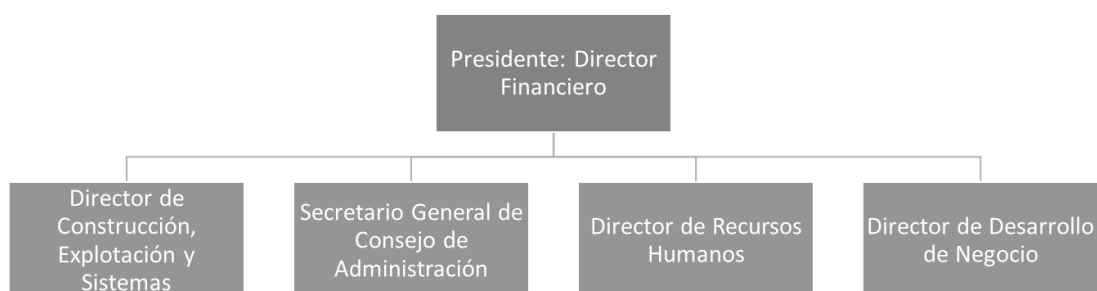 Presidente: Director
Financiero
Director de
Construcción,
Explotación y
Sistemas
Secretario General de
Consejo de
Administración
Director de Recursos
Humanos
Director de Desarrollo
de Negocio